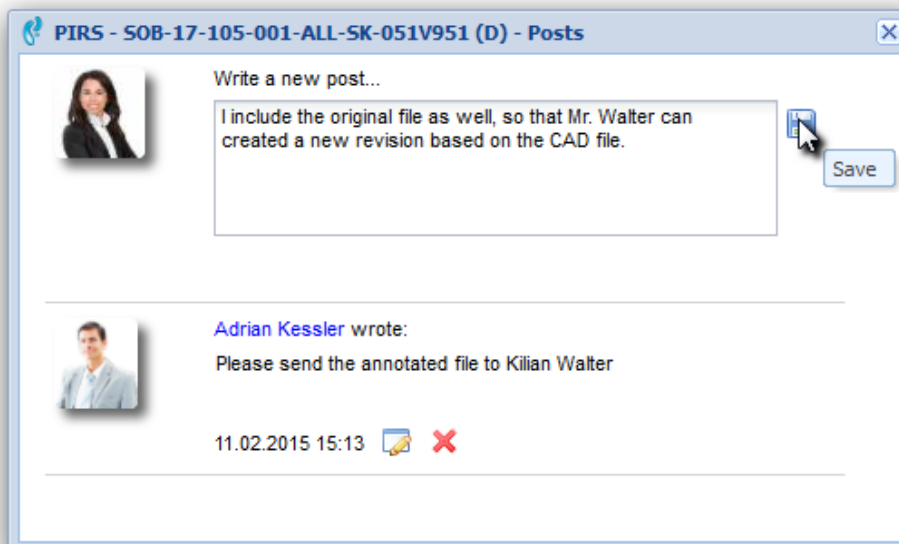 PIRS - SOB-17-105-001-ALL-SK-051V951 (D) - Posts
Write a new post...
I include the original file as well, so that Mr. Walter can
created a new revision based on the CAD file.
Save
Adrian Kessler wrote:
Please send the annotated file to Kilian Walter
11.02.2015 15:13